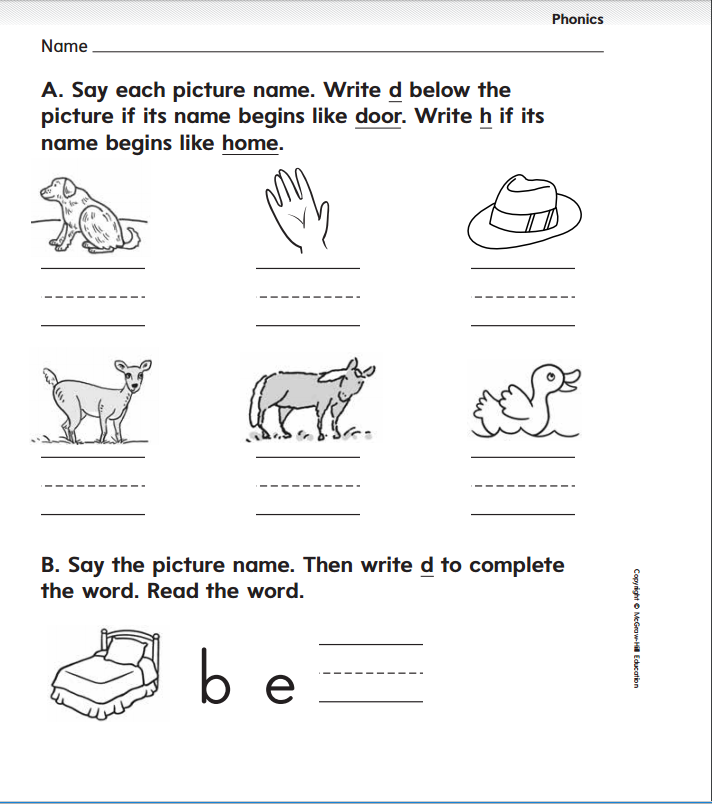 Phonics
Name
A. Say each picture name. Write d below the
picture if its name begins like door. Write h if its
name begins like home.
B. Say the picture name. Then write d to complete
the word. Read the word.
b e
Copyright © McGraw-Hill Education